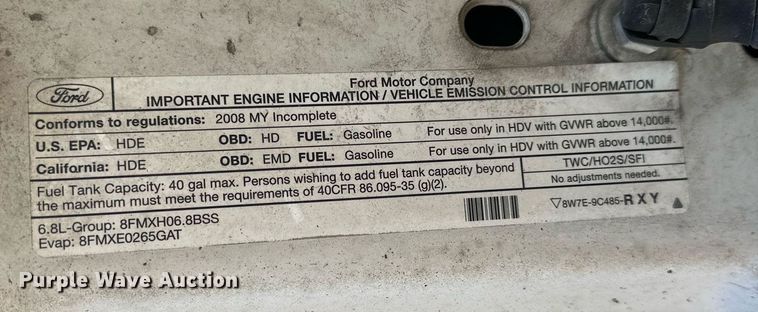 Ford
Ford Motor Company
IMPORTANT ENGINE INFORMATION / VEHICLE EMISSION CONTROL INFORMATION
Conforms to regulations: 2008 MY Incomplete
U.S. EPA: HDE OBD: HD FUEL: Gasoline For use only in HDV with GVWR above 14,000#.
California: HDE OBD: EMD FUEL: Gasoline For use only in HDV with GVWR above 14,000#.
Fuel Tank Capacity: 40 gal max. Persons wishing to add fuel tank capacity beyond
the maximum must meet the requirements of 40CFR 86.095-35 (g)(2).
TWC/HO2S/SFI
No adjustments needed.
6.8L-Group: 8FMXH06.8BSS
Evap: 8FMXE0265GAT
▽8W7E-9C485-RXY
Purple Wave Auction